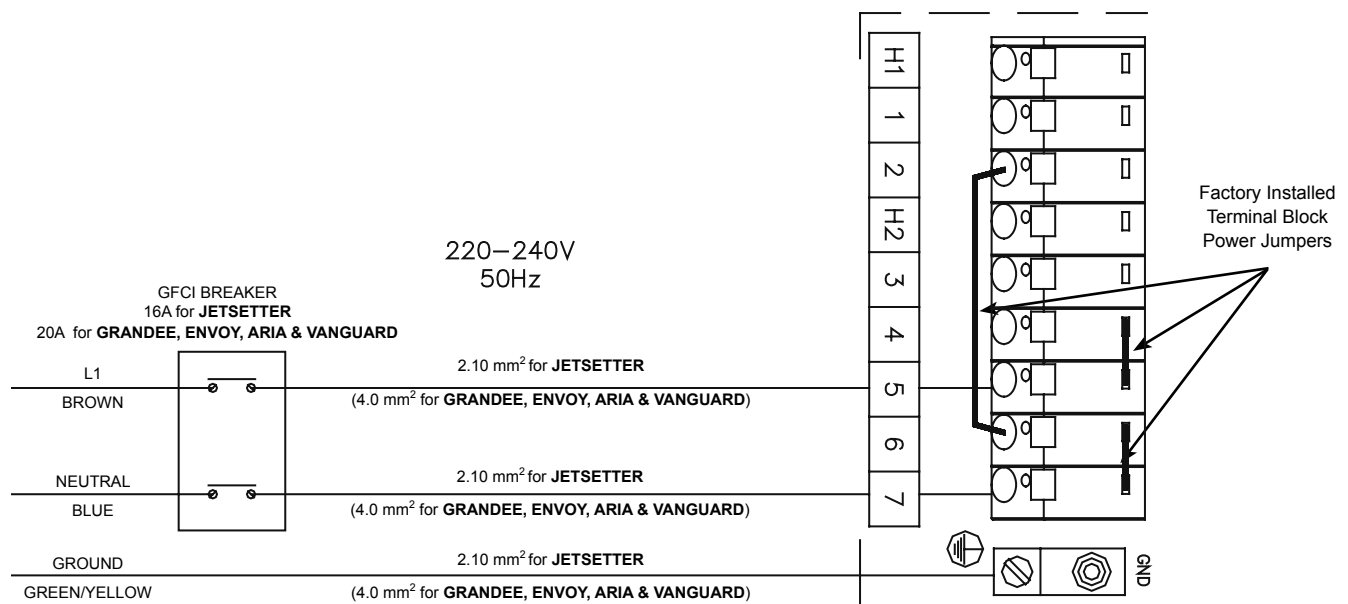 220–240V
50Hz
GFCI BREAKER
16A for JETSETTER
20A for GRANDEE, ENVOY, ARIA & VANGUARD
L1
BROWN
2.10 mm² for JETSETTER
(4.0 mm² for GRANDEE, ENVOY, ARIA & VANGUARD)
NEUTRAL
BLUE
2.10 mm² for JETSETTER
(4.0 mm² for GRANDEE, ENVOY, ARIA & VANGUARD)
GROUND
GREEN/YELLOW
2.10 mm² for JETSETTER
(4.0 mm² for GRANDEE, ENVOY, ARIA & VANGUARD)
H1
1
2
H2
3
4
5
6
7
GND
Factory Installed
Terminal Block
Power Jumpers